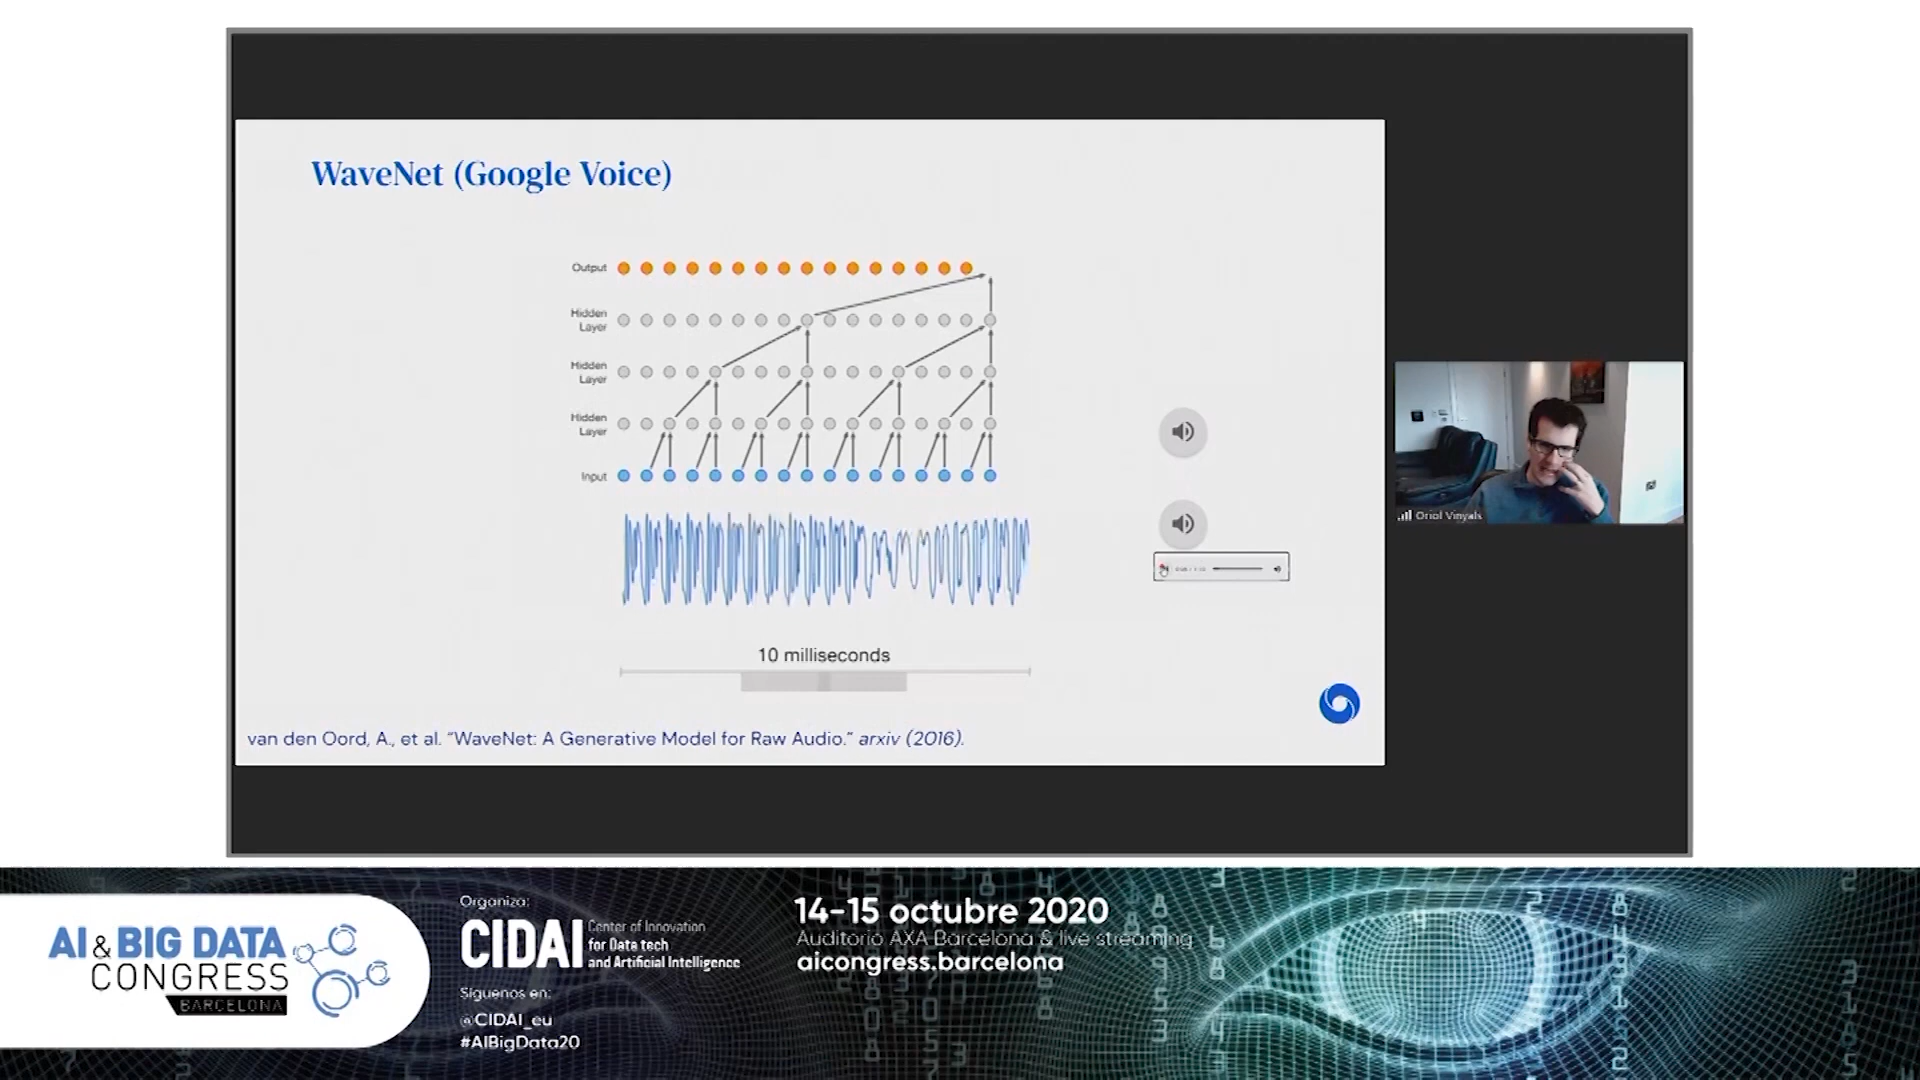 WaveNet (Google Voice)
Output
Hidden
Layer
Hidden
Layer
Hidden
Layer
Input
10 milliseconds
van den Oord, A., et al. “WaveNet: A Generative Model for Raw Audio.” arxiv (2016).
Oriol Vinyals
AI & BIG DATA
CONGRESS
BARCELONA
Organiza:
CIDAI
Center of Innovation
for Data tech
and Artificial Intelligence
Síguenos en:
@CIDAI_eu
#AIBigData20
14-15 octubre 2020
Auditorio AXA Barcelona & live streaming
aicongress.barcelona